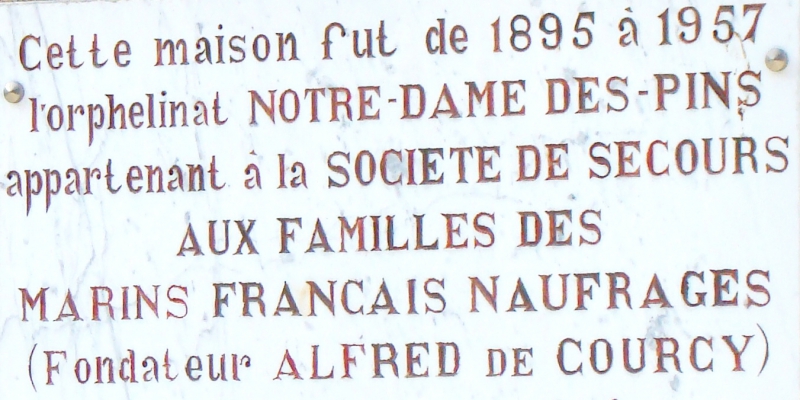 Cette maison fut de 1895 à 1957
l'orphelinat NOTRE-DAME DES-PINS
appartenant à la SOCIETE DE SECOURS
AUX FAMILLES DES
MARINS FRANCAIS NAUFRAGES
(Fondateur ALFRED DE COURCY)